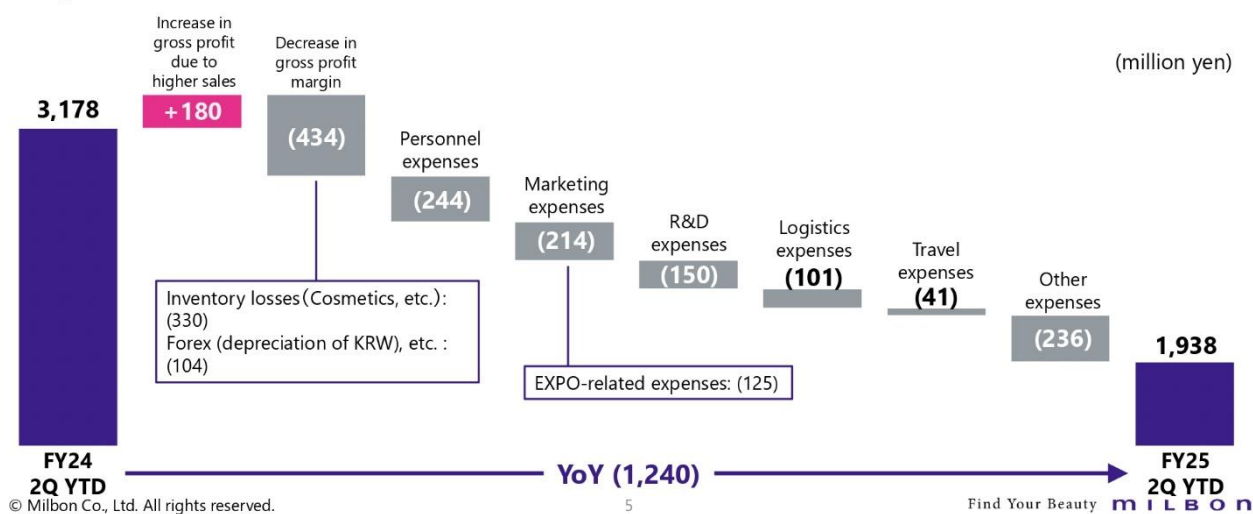 (million yen)
3,178
Increase in
gross profit
due to
higher sales
+180
Decrease in
gross profit
margin
(434)
Personnel
expenses
(244)
Marketing
expenses
(214)
R&D
expenses
(150)
Logistics
expenses
(101)
Travel
expenses
(41)
Other
expenses
(236)
1,938
Inventory losses(Cosmetics, etc.):
(330)
Forex (depreciation of KRW), etc. :
(104)
EXPO-related expenses: (125)
FY24
2Q YTD
YoY (1,240)
FY25
2Q YTD
© Milbon Co., Ltd. All rights reserved.
5
Find Your Beauty MILBON